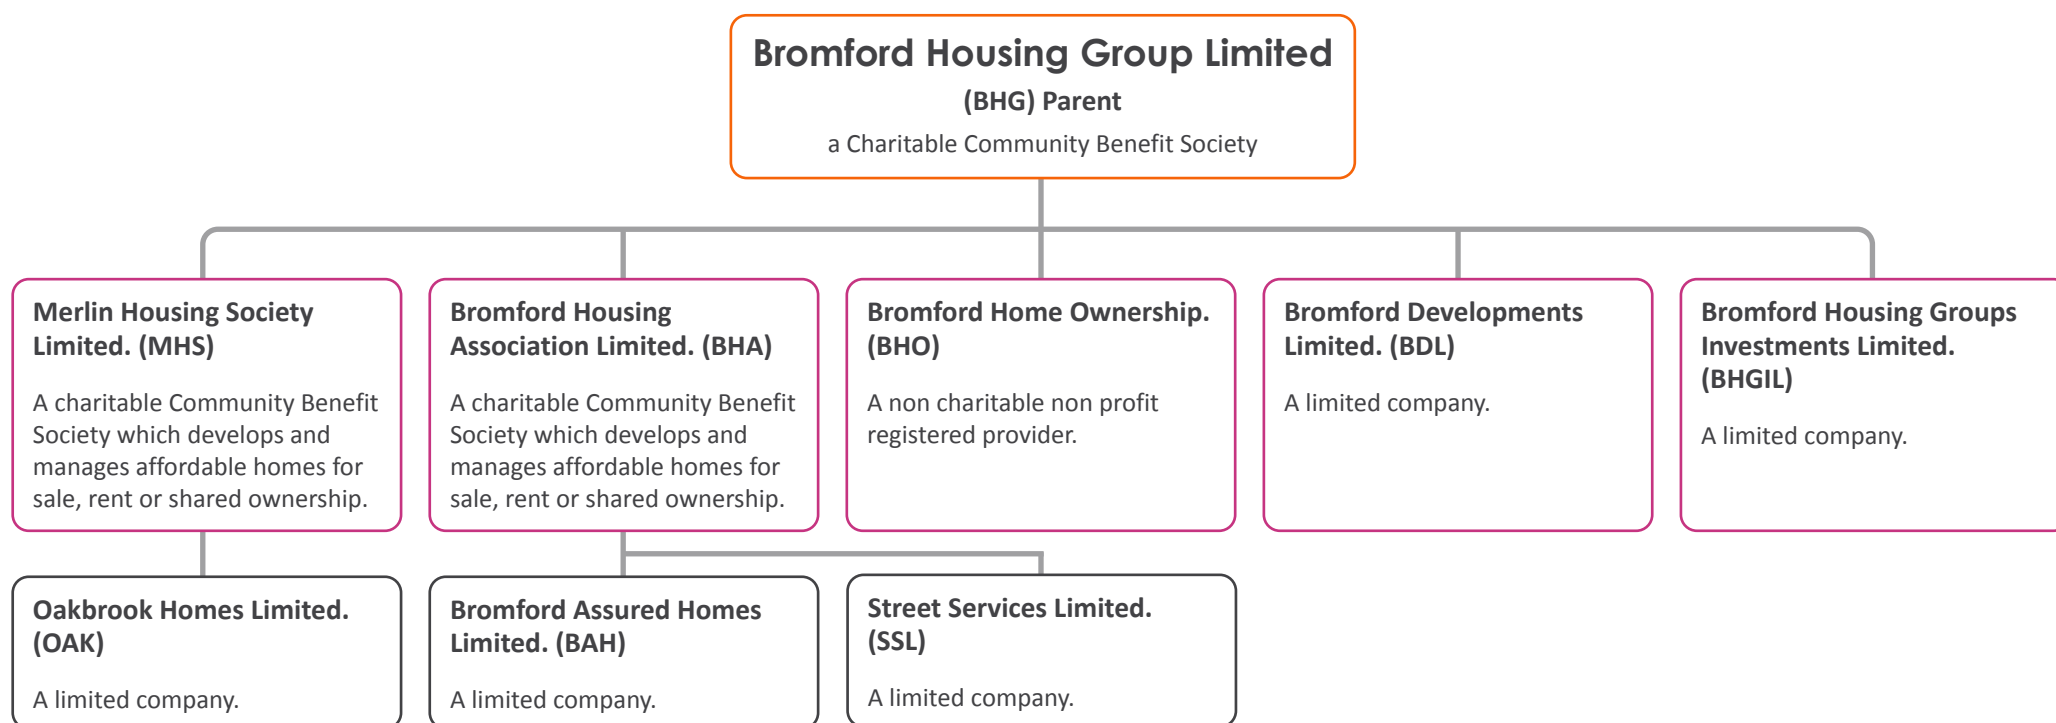 Bromford Housing Group Limited
(BHG) Parent
a Charitable Community Benefit Society
Merlin Housing Society
Limited. (MHS)
A charitable Community Benefit
Society which develops and
manages affordable homes for
sale, rent or shared ownership.
Bromford Housing
Association Limited. (BHA)
A charitable Community Benefit
Society which develops and
manages affordable homes for
sale, rent or shared ownership.
Bromford Home Ownership.
(BHO)
A non charitable non profit
registered provider.
Bromford Developments
Limited. (BDL)
A limited company.
Bromford Housing Groups
Investments Limited.
(BHGIL)
A limited company.
Oakbrook Homes Limited.
(OAK)
A limited company.
Bromford Assured Homes
Limited. (BAH)
A limited company.
Street Services Limited.
(SSL)
A limited company.